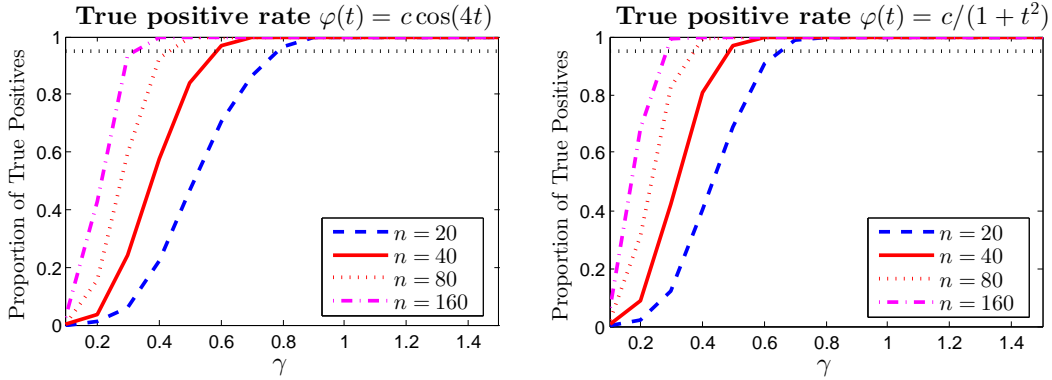 True positive rate φ(t) = c cos(4t)
Proportion of True Positives
1
0.8
0.6
0.4
0.2
0
0.2 0.4 0.6 0.8 1 1.2 1.4
γ
n = 20
n = 40
n = 80
n = 160
True positive rate φ(t) = c/(1 + t²)
Proportion of True Positives
1
0.8
0.6
0.4
0.2
0
0.2 0.4 0.6 0.8 1 1.2 1.4
γ
n = 20
n = 40
n = 80
n = 160